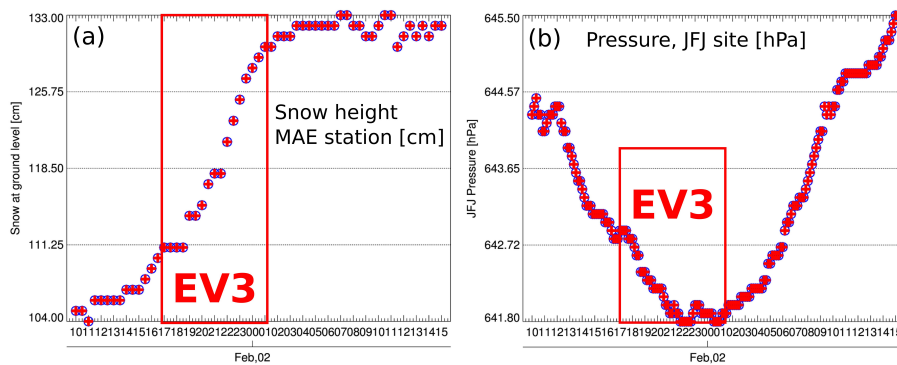 (a)
133.00
125.75
118.50
111.25
104.00
Snow at ground level (cm)
Snow height
MAE station [cm]
EV3
101112131415161718192021222300010203040506070809101112131415
Feb,02
(b) Pressure, JFJ site [hPa]
645.50
644.57
643.65
642.72
641.80
JFJ Pressure [hPa]
EV3
101112131415161718192021222300010203040506070809101112131415
Feb,02